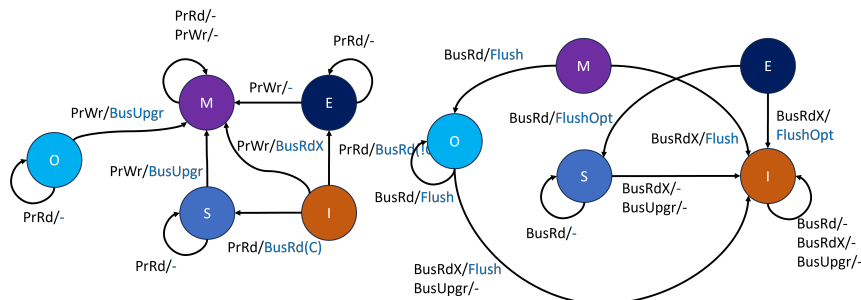 PrRd/-
PrWr/-
PrRd/-
M
PrWr/-
E
PrWr/BusUpgr
O
PrWr/BusRdX
PrRd/BusRd(!C
PrWr/BusUpgr
PrRd/-
S
I
PrRd/BusRd(C)
PrRd/-
BusRd/Flush
M
E
BusRd/FlushOpt
BusRdX/
FlushOpt
O
BusRdX/Flush
S
I
BusRd/Flush
BusRdX/-
BusUpgr/-
BusRd/-
BusRd/-
BusRdX/-
BusUpgr/-
BusRdX/Flush
BusUpgr/-